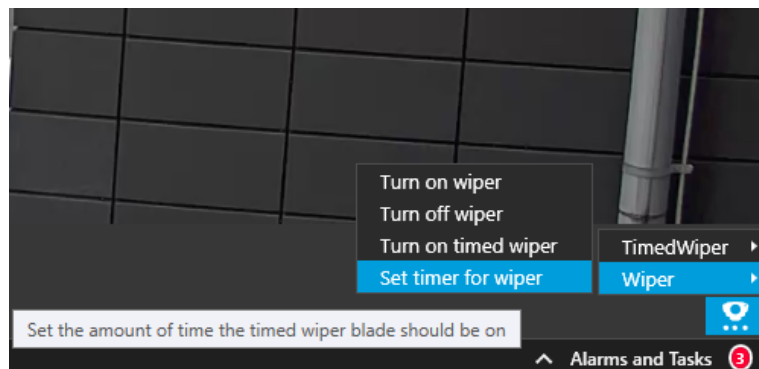 Turn on wiper
Turn off wiper
Turn on timed wiper
Set timer for wiper
TimedWiper
Wiper
Set the amount of time the timed wiper blade should be on
Alarms and Tasks 3